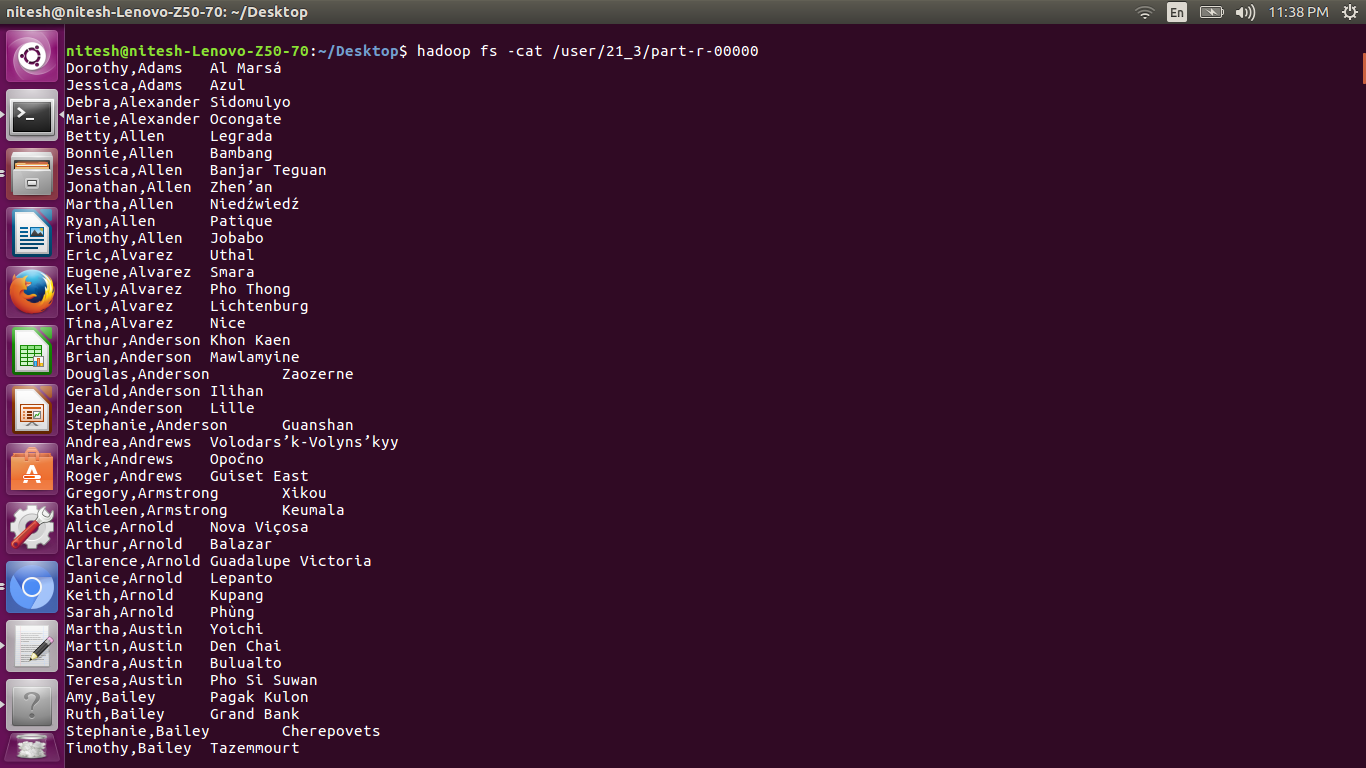 nitesh@nitesh-Lenovo-Z50-70: ~/Desktop En 11:38 PM
nitesh@nitesh-Lenovo-Z50-70:~/Desktop$ hadoop fs -cat /user/21_3/part-r-00000
Dorothy,Adams Al Marsá
Jessica,Adams Azul
Debra,Alexander Sidomulyo
Marie,Alexander Ocongate
Betty,Allen Legrada
Bonnie,Allen Bambang
Jessica,Allen Banjar Teguan
Jonathan,Allen Zhen’an
Martha,Allen Niedźwiedź
Ryan,Allen Patique
Timothy,Allen Jobabo
Eric,Alvarez Uthal
Eugene,Alvarez Smara
Kelly,Alvarez Pho Thong
Lori,Alvarez Lichtenburg
Tina,Alvarez Nice
Arthur,Anderson Khon Kaen
Brian,Anderson Mawlamyine
Douglas,Anderson Zaozerne
Gerald,Anderson Ilihan
Jean,Anderson Lille
Stephanie,Anderson Guanshan
Andrea,Andrews Volodars’k-Volyns’kyy
Mark,Andrews Opočno
Roger,Andrews Guiset East
Gregory,Armstrong Xikou
Kathleen,Armstrong Keumala
Alice,Arnold Nova Viçosa
Arthur,Arnold Balazar
Clarence,Arnold Guadalupe Victoria
Janice,Arnold Lepanto
Keith,Arnold Kupang
Sarah,Arnold Phùng
Martha,Austin Yoichi
Martin,Austin Den Chai
Sandra,Austin Bulualto
Teresa,Austin Pho Si Suwan
Amy,Bailey Pagak Kulon
Ruth,Bailey Grand Bank
Stephanie,Bailey Cherepovets
Timothy,Bailey Tazemmourt